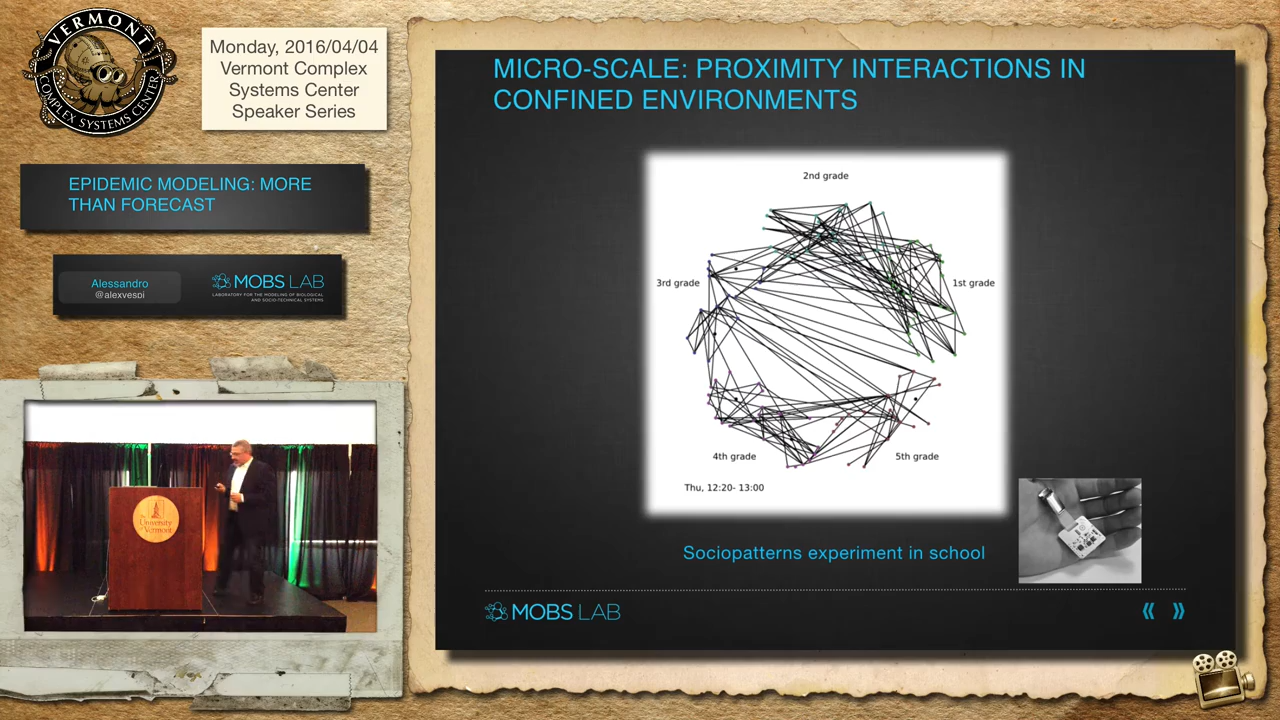 VERMONT
COMPLEX SYSTEMS CENTER
Monday, 2016/04/04
Vermont Complex
Systems Center
Speaker Series
EPIDEMIC MODELING: MORE
THAN FORECAST
Alessandro
@alexvespi
MOBS LAB
LABORATORY FOR THE MODELING OF BIOLOGICAL
AND SOCIO-TECHNICAL SYSTEMS
University
of Vermont
MICRO-SCALE: PROXIMITY INTERACTIONS IN
CONFINED ENVIRONMENTS
2nd grade
3rd grade
1st grade
4th grade
5th grade
Thu, 12:20- 13:00
Sociopatterns experiment in school
MOBS LAB